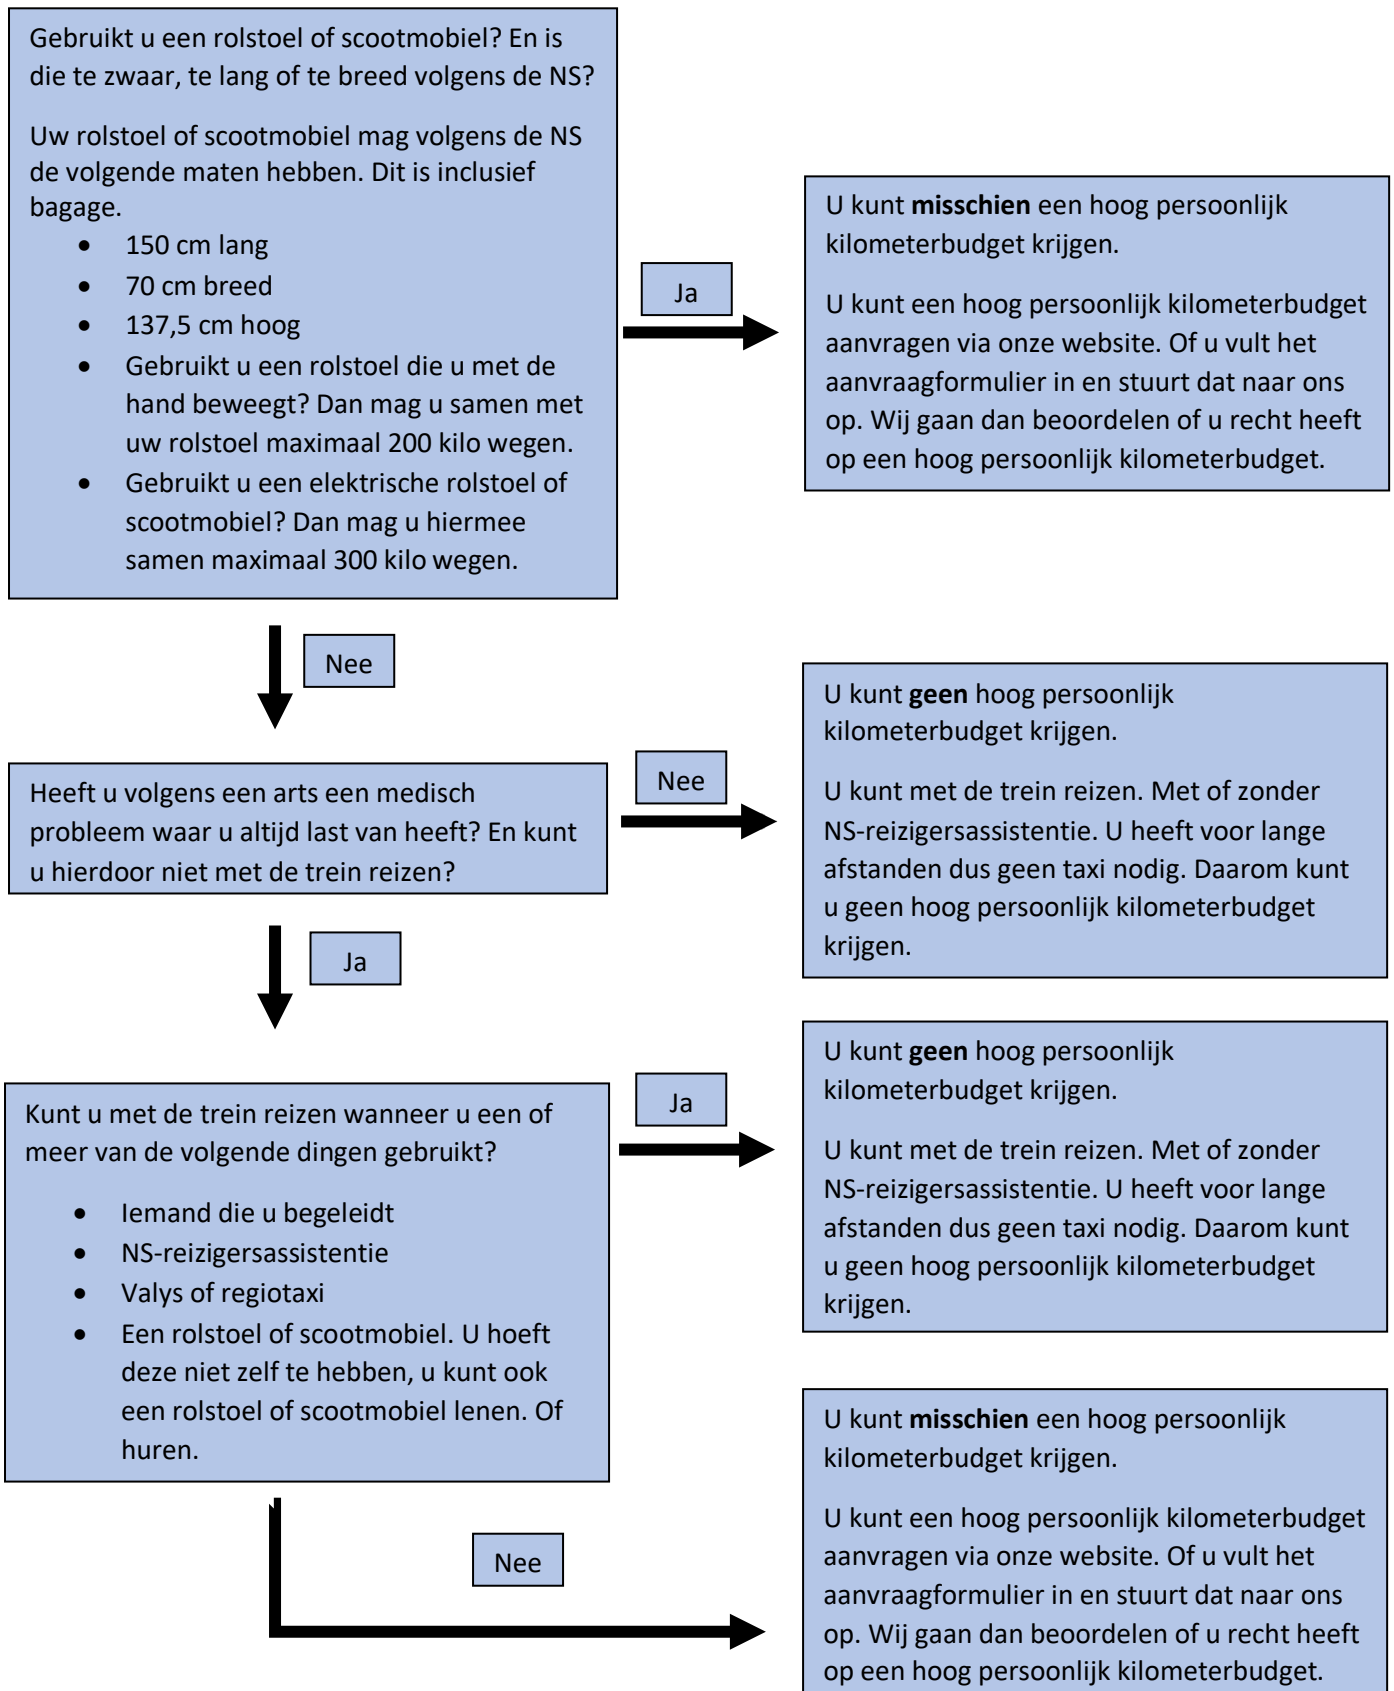 Gebruikt u een rolstoel of scootmobiel? En is
die te zwaar, te lang of te breed volgens de NS?
Uw rolstoel of scootmobiel mag volgens de NS
de volgende maten hebben. Dit is inclusief
bagage.
• 150 cm lang
• 70 cm breed
• 137,5 cm hoog
• Gebruikt u een rolstoel die u met de
hand beweegt? Dan mag u samen met
uw rolstoel maximaal 200 kilo wegen.
• Gebruikt u een elektrische rolstoel of
scootmobiel? Dan mag u hiermee
samen maximaal 300 kilo wegen.
Ja
U kunt misschien een hoog persoonlijk
kilometerbudget krijgen.
U kunt een hoog persoonlijk kilometerbudget
aanvragen via onze website. Of u vult het
aanvraagformulier in en stuurt dat naar ons
op. Wij gaan dan beoordelen of u recht heeft
op een hoog persoonlijk kilometerbudget.
Nee
Heeft u volgens een arts een medisch
probleem waar u altijd last van heeft? En kunt
u hierdoor niet met de trein reizen?
Nee
U kunt geen hoog persoonlijk
kilometerbudget krijgen.
U kunt met de trein reizen. Met of zonder
NS-reizigersassistentie. U heeft voor lange
afstanden dus geen taxi nodig. Daarom kunt
u geen hoog persoonlijk kilometerbudget
krijgen.
Ja
Kunt u met de trein reizen wanneer u een of
meer van de volgende dingen gebruikt?
• Iemand die u begeleidt
• NS-reizigersassistentie
• Valys of regiotaxi
• Een rolstoel of scootmobiel. U hoeft
deze niet zelf te hebben, u kunt ook
een rolstoel of scootmobiel lenen. Of
huren.
Ja
U kunt geen hoog persoonlijk
kilometerbudget krijgen.
U kunt met de trein reizen. Met of zonder
NS-reizigersassistentie. U heeft voor lange
afstanden dus geen taxi nodig. Daarom kunt
u geen hoog persoonlijk kilometerbudget
krijgen.
Nee
U kunt misschien een hoog persoonlijk
kilometerbudget krijgen.
U kunt een hoog persoonlijk kilometerbudget
aanvragen via onze website. Of u vult het
aanvraagformulier in en stuurt dat naar ons
op. Wij gaan dan beoordelen of u recht heeft
op een hoog persoonlijk kilometerbudget.